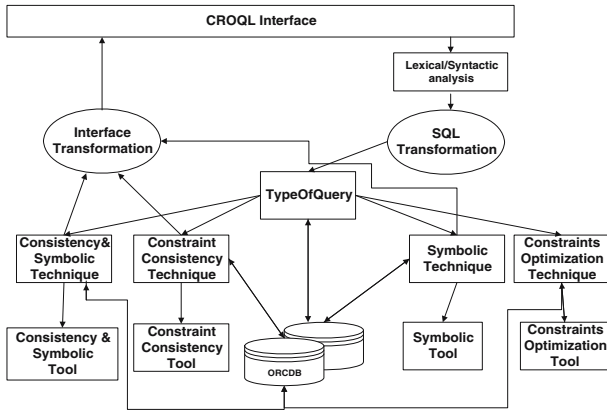 CROQL Interface
Lexical/Syntactic
analysis
Interface
Transformation
SQL
Transformation
TypeOfQuery
Consistency&
Symbolic
Technique
Constraint
Consistency
Technique
Symbolic
Technique
Constraints
Optimization
Technique
Consistency &
Symbolic
Tool
Constraint
Consistency
Tool
ORCDB
Symbolic
Tool
Constraints
Optimization
Tool